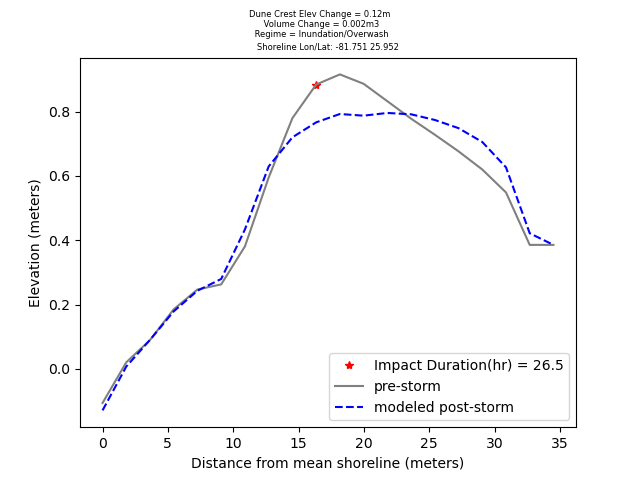 Dune Crest Elev Change = 0.12m
Volume Change = 0.002m3
Regime = Inundation/Overwash
Shoreline Lon/Lat: -81.751 25.952
0.8
0.6
0.4
0.2
0.0
Elevation (meters)
Impact Duration(hr) = 26.5
pre-storm
modeled post-storm
0 5 10 15 20 25 30 35
Distance from mean shoreline (meters)